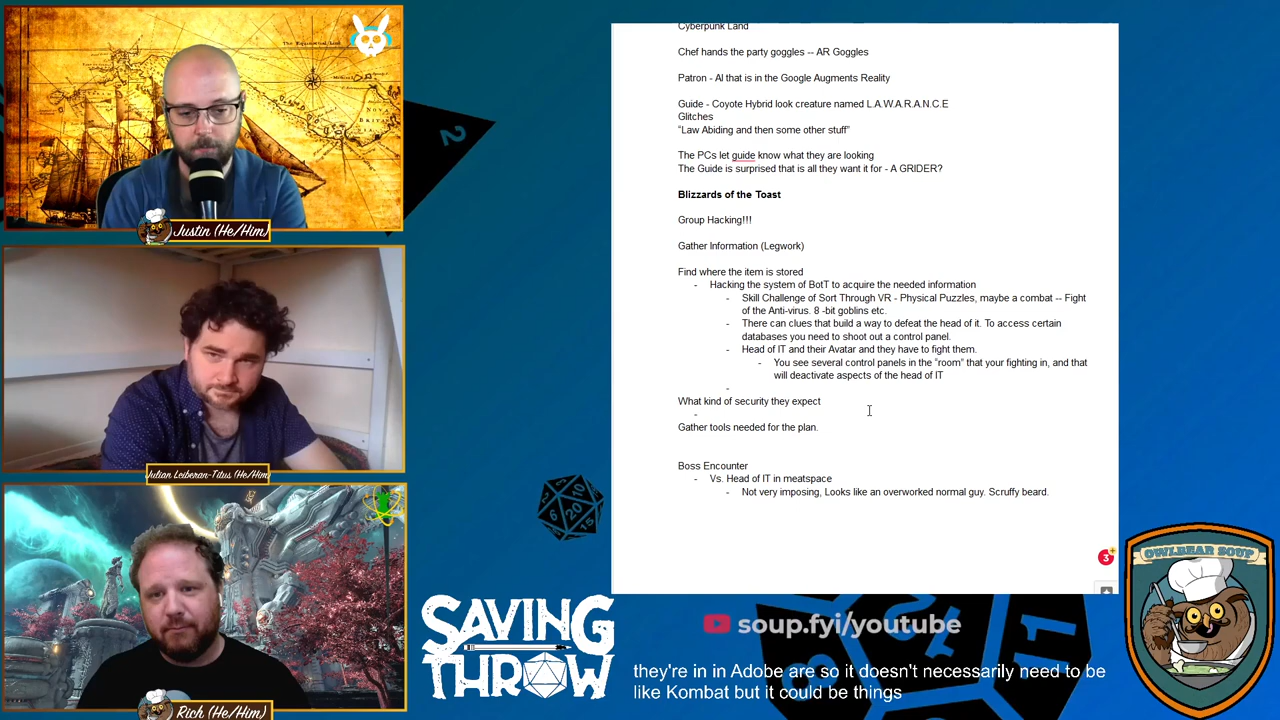 The Inland
NOVA
BRITA
Justin (He/Him)
Julian Leiberan-Titus (He/Him)
Rich (He/Him)
2
Cyberpunk Land
Chef hands the party goggles -- AR Goggles
Patron - AI that is in the Google Augments Reality
Guide - Coyote Hybrid look creature named L.A.W.A.R.A.N.C.E
Glitches
“Law Abiding and then some other stuff”
The PCs let guide know what they are looking
The Guide is surprised that is all they want it for - A GRIDER?
Blizzards of the Toast
Group Hacking!!!
Gather Information (Legwork)
Find where the item is stored
- Hacking the system of BotT to acquire the needed information
- Skill Challenge of Sort Through VR - Physical Puzzles, maybe a combat -- Fight
of the Anti-virus. 8 -bit goblins etc.
- There can clues that build a way to defeat the head of it. To access certain
databases you need to shoot out a control panel.
- Head of IT and their Avatar and they have to fight them.
- You see several control panels in the “room” that your fighting in, and that
will deactivate aspects of the head of IT
-
What kind of security they expect
-
Gather tools needed for the plan.
Boss Encounter
- Vs. Head of IT in meatspace
- Not very imposing, Looks like an overworked normal guy. Scruffy beard.
3
SAVING
THROW
soup.fyi/youtube
they're in in Adobe are so it doesn't necessarily need to be
like Kombat but it could be things
OWLBEAR SOUP